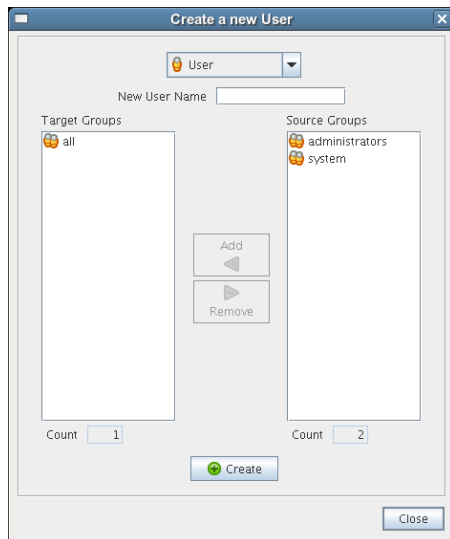 Create a new User
User
New User Name
Target Groups
Source Groups
all
administrators
system
Add
Remove
Count 1
Count 2
Create
Close